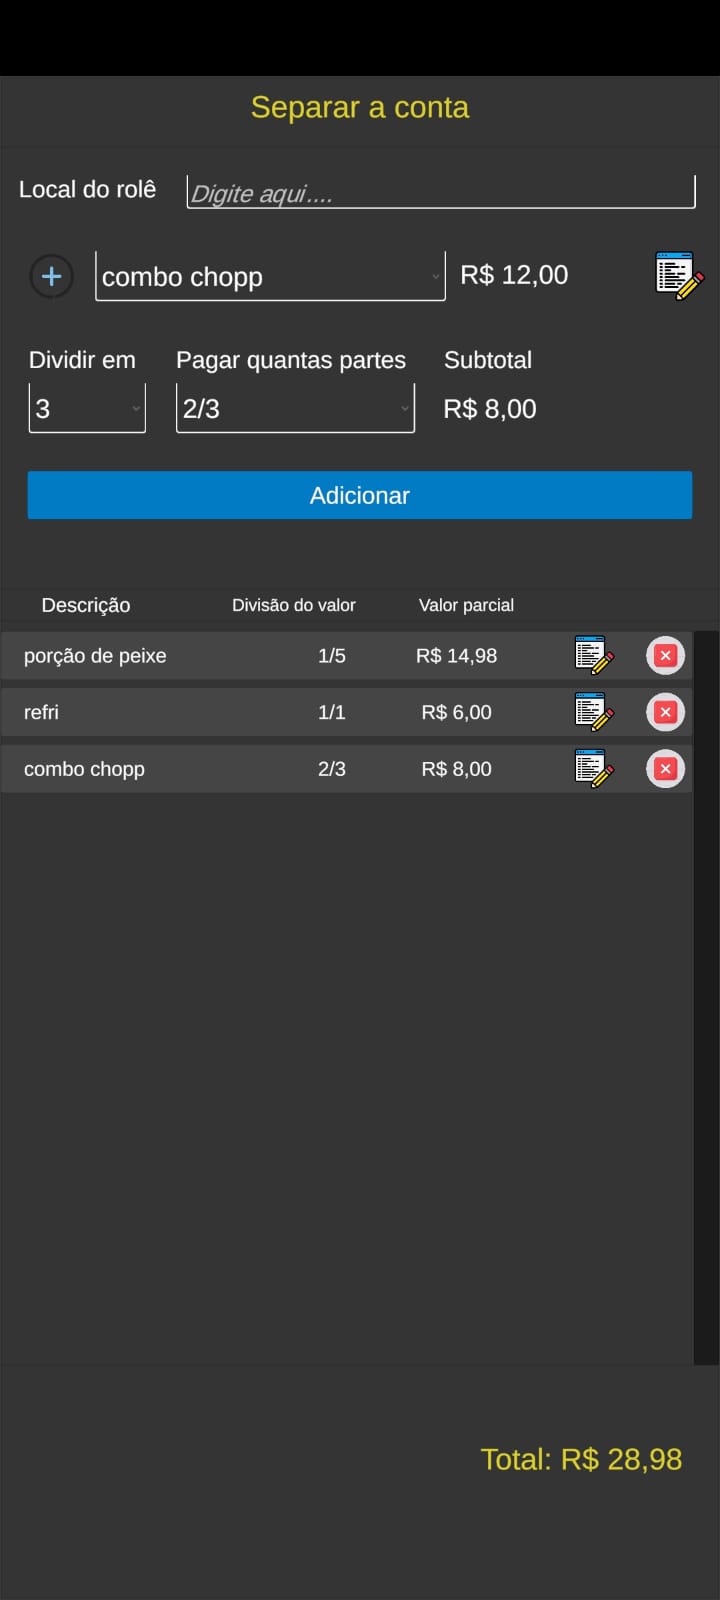 Separar a conta
Local do rolê Digite aqui....
combo chopp R$ 12,00
Dividir em Pagar quantas partes Subtotal
3 2/3 R$ 8,00
Adicionar
Descrição Divisão do valor Valor parcial
porção de peixe 1/5 R$ 14,98
refri 1/1 R$ 6,00
combo chopp 2/3 R$ 8,00
Total: R$ 28,98